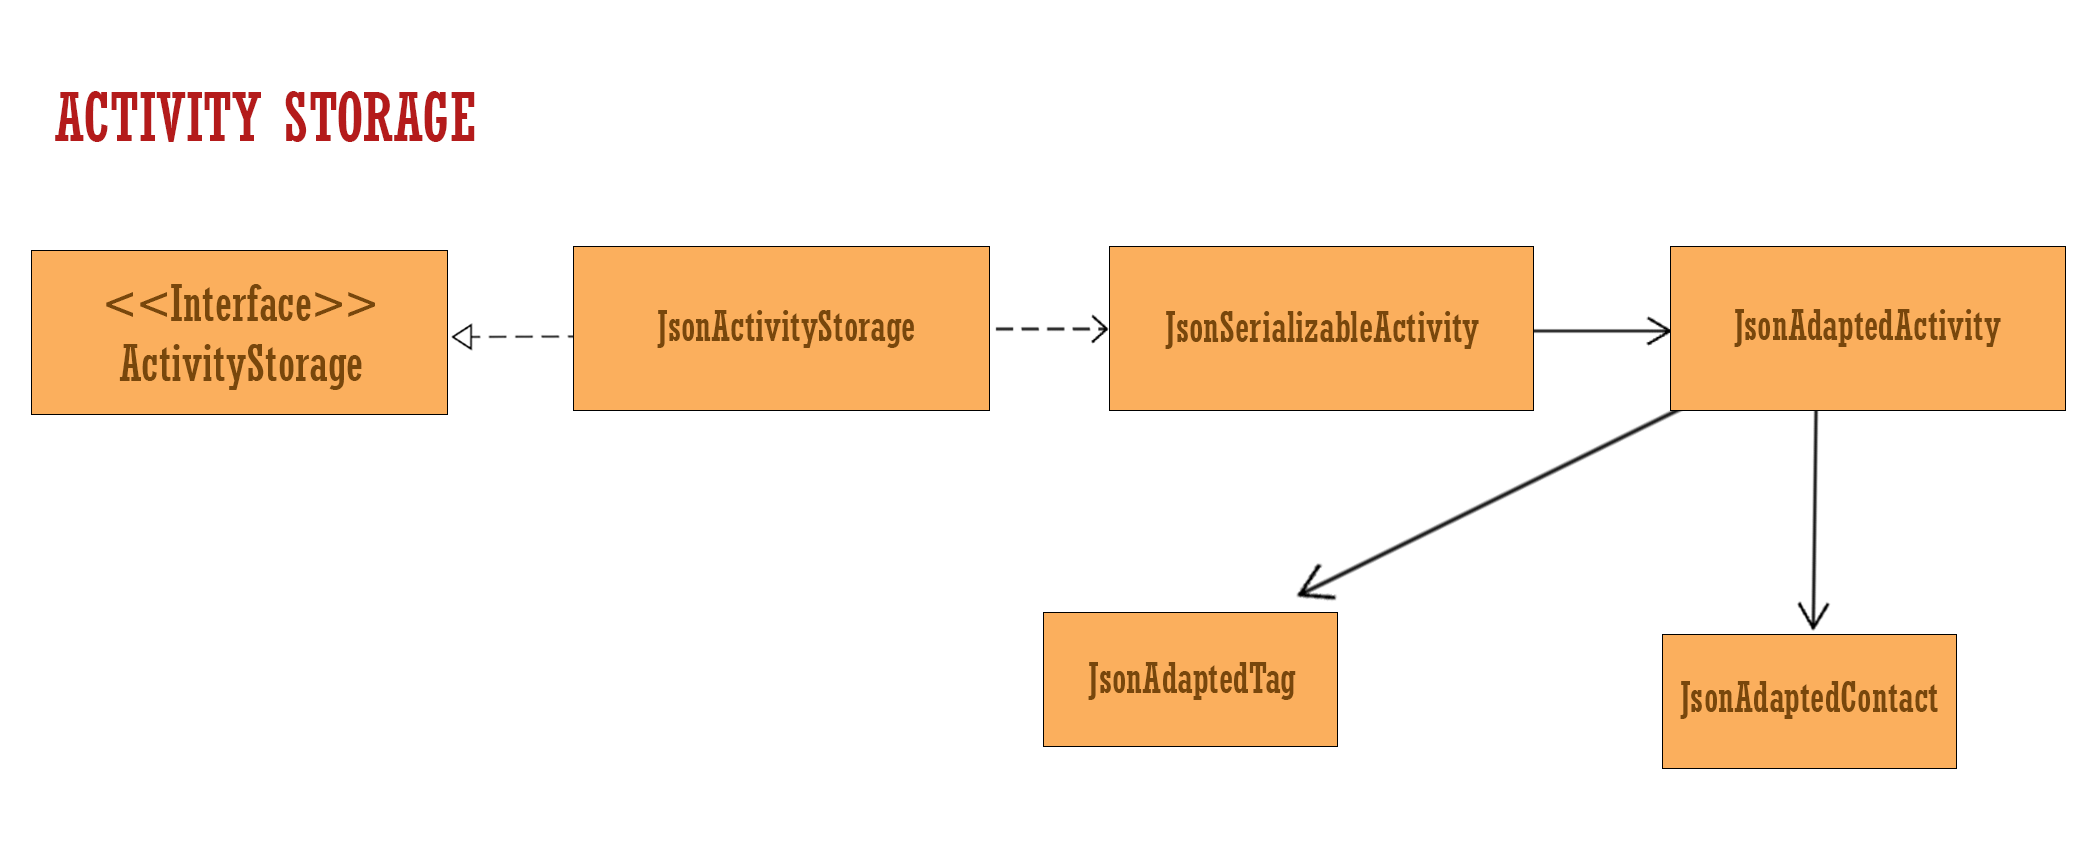 ACTIVITY STORAGE
<<Interface>>
ActivityStorage
JsonActivityStorage
JsonSerializableActivity
JsonAdaptedActivity
JsonAdaptedTag
JsonAdaptedContact